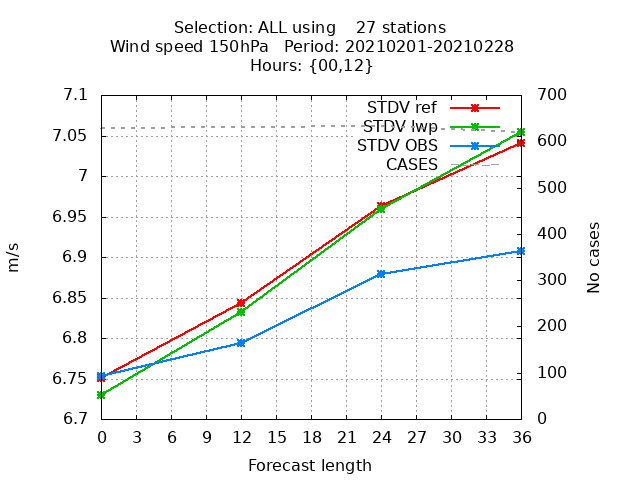 Selection: ALL using    27 stations
Wind speed 150hPa   Period: 20210201-20210228
Hours: {00,12}
STDV ref
STDV lwp
STDV OBS
CASES
7.1
7.05
7
6.95
6.9
6.85
6.8
6.75
6.7
m/s
700
600
500
400
300
200
100
0
No cases
0 3 6 9 12 15 18 21 24 27 30 33 36
Forecast length